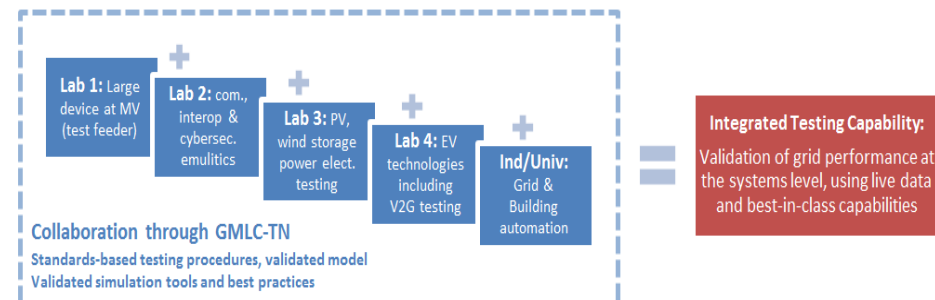 Lab 1: Large
device at MV
(test feeder)
Lab 2: com.,
interop &
cybersec.
emulitics
Lab 3: PV,
wind storage
power elect.
testing
Lab 4: EV
technologies
including
V2G testing
Ind/Univ:
Grid &
Building
automation
Collaboration through GMLC-TN
Standards-based testing procedures, validated model
Validated simulation tools and best practices
Integrated Testing Capability:
Validation of grid performance at
the systems level, using live data
and best-in-class capabilities